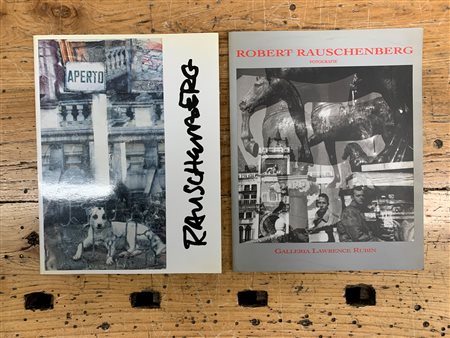 APERTO
RAUSCHENBERG
ROBERT RAUSCHENBERG
FOTOGRAFIE
GALLERIA LAWRENCE RUBIN